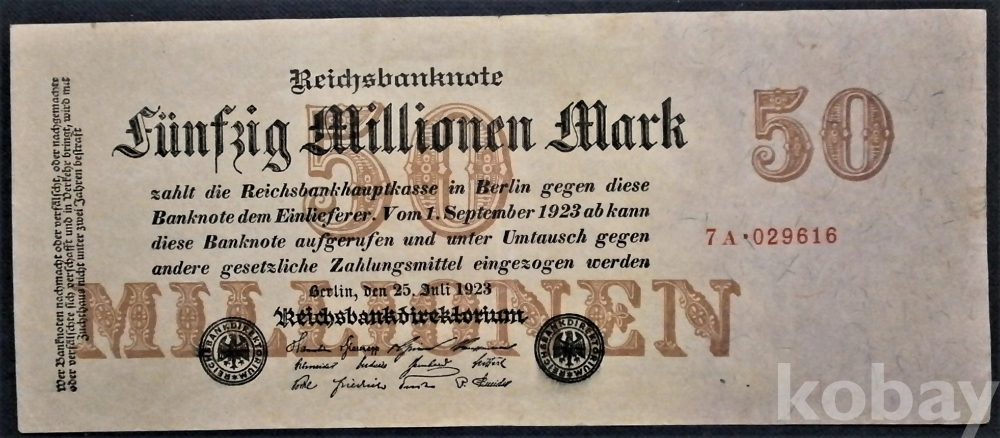 Reichsbanknote
50
Fünfzig Millionen Mark
50
zahlt die Reichsbankhauptkasse in Berlin gegen diese
Banknote dem Einlieferer. Vom 1. September 1923 ab kann
diese Banknote aufgerufen und unter Umtausch gegen
andere gesetzliche Zahlungsmittel eingezogen werden
7A·029616
Berlin, den 25. Juli 1923
MILLIONEN
Reichsbankdirektorium
REICHSBANKDIREKTORIUM
REICHSBANKDIREKTORIUM
Wer Banknoten nachmacht oder verfälscht, oder nachgemachte
oder verfälschte sich verschafft und in Verkehr bringt, wird mit
Zuchthaus nicht unter zwei Jahren bestraft
kobay